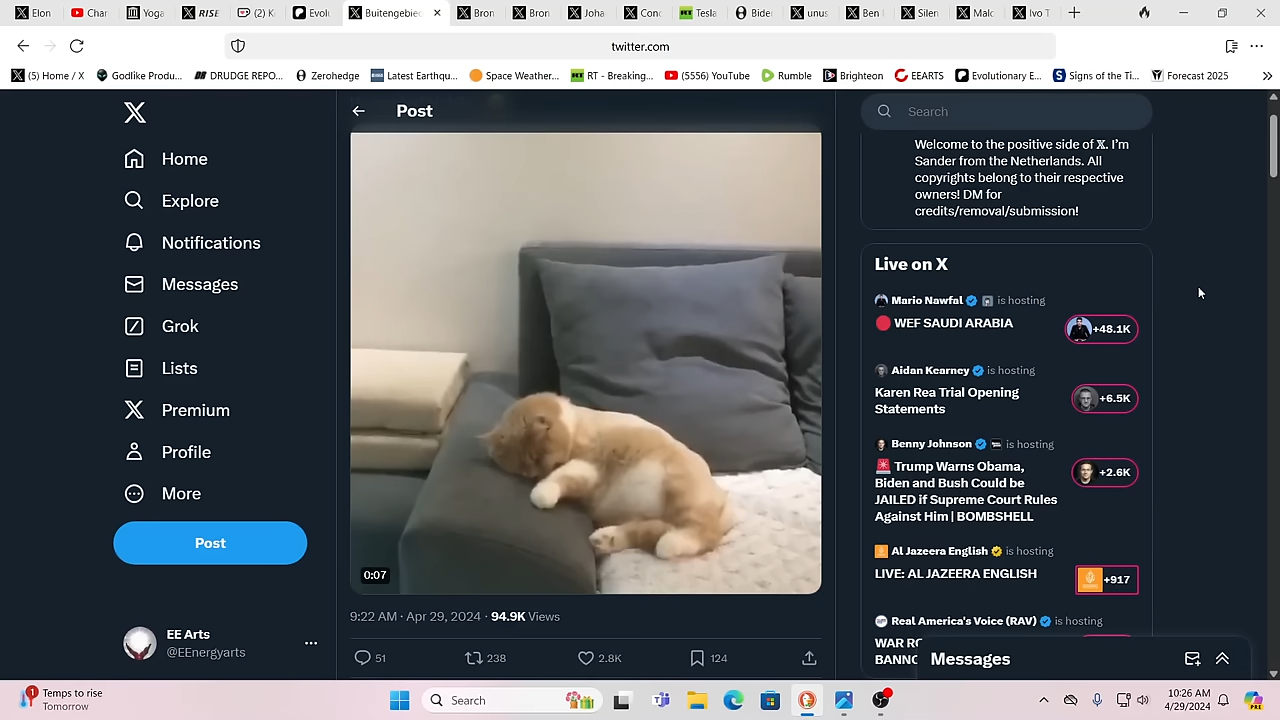 Elon
Char
Yoga
RISE
(2) K
Evolu
Buitengebied
Bron
Bron
Joha
Conc
Tesla
Bide
unus
Ben
Silen
Malc
Ivo T
twitter.com
(5) Home / X
Godlike Produ...
DRUDGE REPO...
Zerohedge
Latest Earthqu...
Space Weather...
RT - Breaking...
(5556) YouTube
Rumble
Brighteon
EEARTS
Evolutionary E...
Signs of the Ti...
Forecast 2025
Post
Search
Home
Explore
Notifications
Messages
Grok
Lists
Premium
Profile
More
Post
EE Arts
@EEnergyarts
0:07
9:22 AM · Apr 29, 2024 · 94.9K Views
51
238
2.8K
124
Welcome to the positive side of 𝕏. I'm
Sander from the Netherlands. All
copyrights belong to their respective
owners! DM for
credits/removal/submission!
Live on X
Mario Nawfal is hosting
WEF SAUDI ARABIA
+48.1K
Aidan Kearney is hosting
Karen Rea Trial Opening
Statements
+6.5K
Benny Johnson is hosting
Trump Warns Obama,
Biden and Bush Could be
JAILED if Supreme Court Rules
Against Him | BOMBSHELL
+2.6K
Al Jazeera English is hosting
LIVE: AL JAZEERA ENGLISH
+917
Real America's Voice (RAV) is hosting
WAR RO
BANNO
Messages
1
Temps to rise
Tomorrow
Search
10:26 AM
4/29/2024